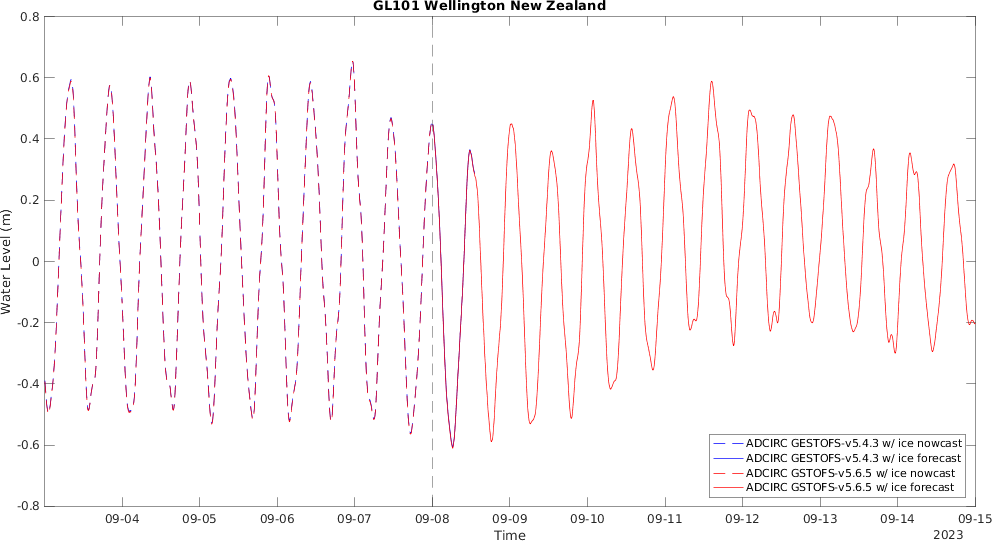 GL101 Wellington New Zealand
0.8
0.6
0.4
0.2
0
-0.2
-0.4
-0.6
-0.8
Water Level (m)
ADCIRC GESTOFS-v5.4.3 w/ ice nowcast
ADCIRC GESTOFS-v5.4.3 w/ ice forecast
ADCIRC GSTOFS-v5.6.5 w/ ice nowcast
ADCIRC GSTOFS-v5.6.5 w/ ice forecast
09-04 09-05 09-06 09-07 09-08 09-09 09-10 09-11 09-12 09-13 09-14 09-15
Time
2023